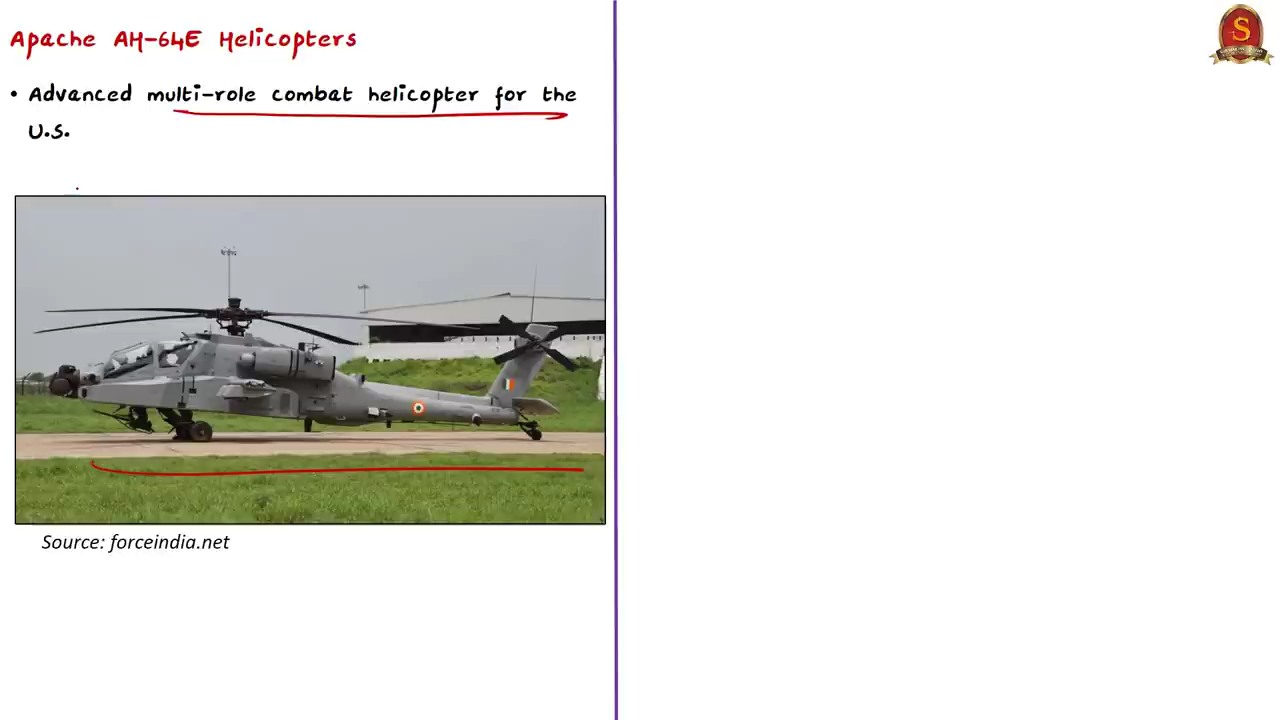 Apache AH-64E Helicopters
• Advanced multi-role combat helicopter for the
U.S.
Source: forceindia.net
S